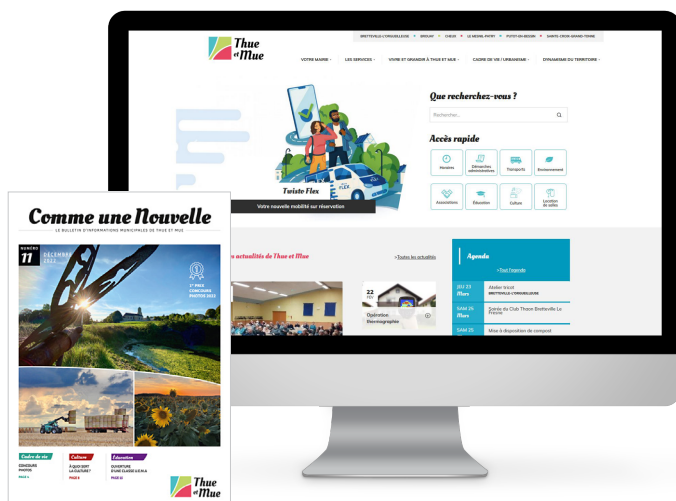 BRETTEVILLE-L'ORGUEILLEUSE BROUAY CHEUX LE MESNIL-PATRY PUTOT-EN-BESSIN SAINTE-CROIX-GRAND-TONNE
Thue
et Mue
VOTRE MAIRIE LES SERVICES VIVRE ET GRANDIR À THUE ET MUE CADRE DE VIE / URBANISME DYNAMISME DU TERRITOIRE
Que recherchez-vous ?
Rechercher...
Accès rapide
Horaires
Démarches
administratives
Transports
Environnement
Associations
Éducation
Culture
Location
de salles
FLEX
Twisto Flex
Votre nouvelle mobilité sur réservation
es actualités de Thue et Mue
>Toutes les actualités
22
FÉV
Opération
thermographie
Agenda
>Tout l'agenda
JEU 23
Mars
Atelier tricot
BRETTEVILLE-L'ORGUEILLEUSE
SAM 25
Mars
Soirée du Club Thaon Bretteville Le
Fresne
SAM 25
Mise à disposition de compost
Comme une Nouvelle
LE BULLETIN D'INFORMATIONS MUNICIPALES DE THUE ET MUE
NUMÉRO
11
DÉCEMBRE
2022
1ER PRIX
CONCOURS
PHOTOS 2022
Cadre de vie
CONCOURS
PHOTOS
Culture
À QUOI SERT
LA CULTURE ?
PAGE 8
Éducation
OUVERTURE
D'UNE CLASSE U.E.M.A
Thue
et Mue